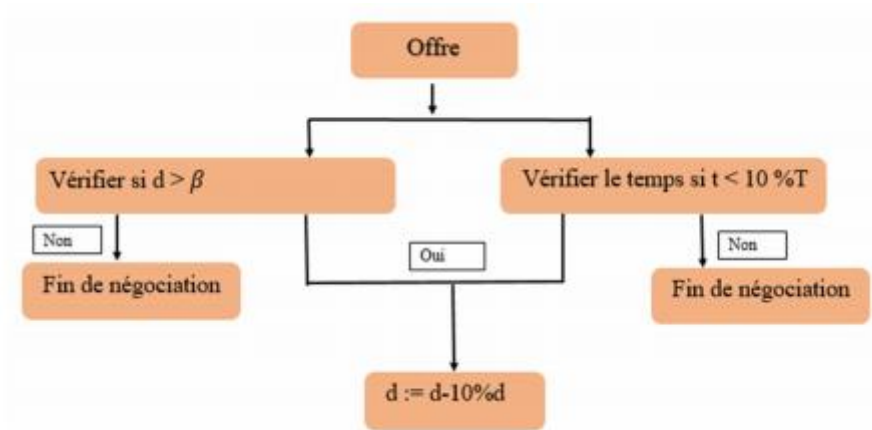 Offre
Vérifier si d > β
Vérifier le temps si t < 10 %T
Non
Oui
Non
Fin de négociation
Fin de négociation
d := d-10%d